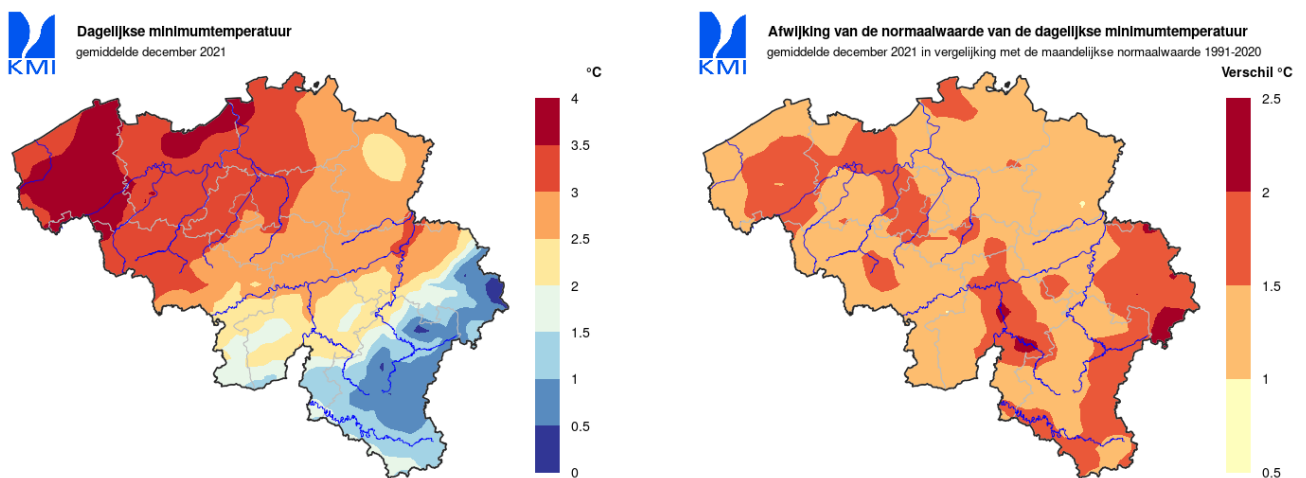 KMI
Dagelijkse minimumtemperatuur
gemiddelde december 2021
°C
4
3.5
3
2.5
2
1.5
1
0.5
0
KMI
Afwijking van de normaalwaarde van de dagelijkse minimumtemperatuur
gemiddelde december 2021 in vergelijking met de maandelijkse normaalwaarde 1991-2020
Verschil °C
2.5
2
1.5
1
0.5